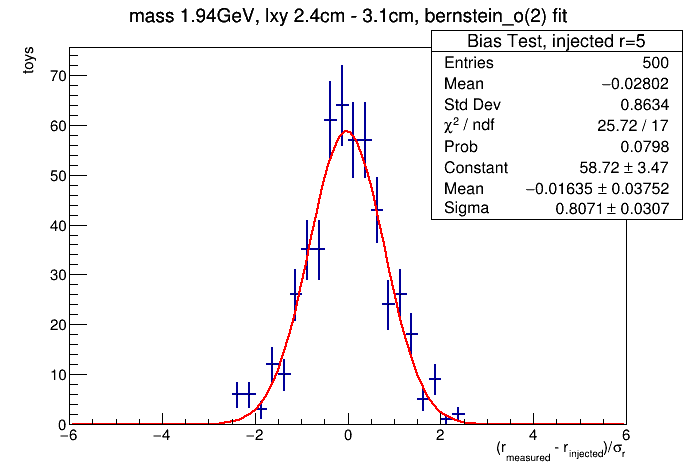 mass 1.94GeV, lxy 2.4cm - 3.1cm, bernstein_o(2) fit
toys
Bias Test, injected r=5
Entries 500
Mean −0.02802
Std Dev 0.8634
χ² / ndf 25.72 / 17
Prob 0.0798
Constant 58.72 ± 3.47
Mean −0.01635 ± 0.03752
Sigma 0.8071 ± 0.0307
70
60
50
40
30
20
10
0
−6 −4 −2 0 2 4 6
(r_measured - r_injected)/σ_r